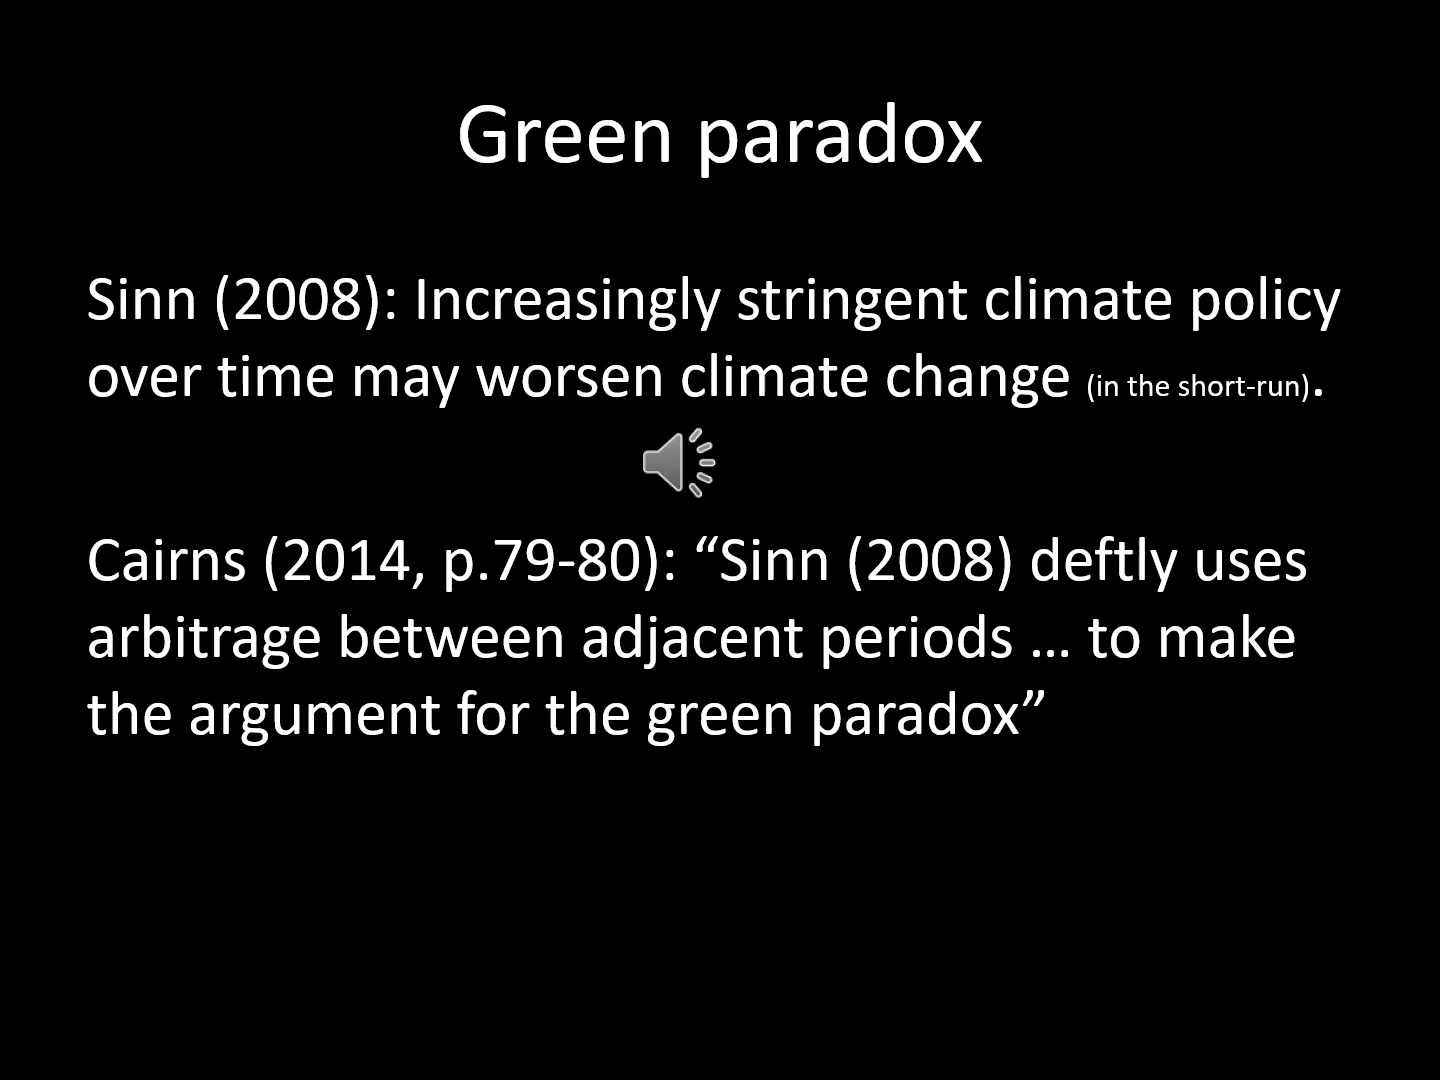 Green paradox
Sinn (2008): Increasingly stringent climate policy
over time may worsen climate change (in the short-run).
Cairns (2014, p.79-80): “Sinn (2008) deftly uses
arbitrage between adjacent periods … to make
the argument for the green paradox”